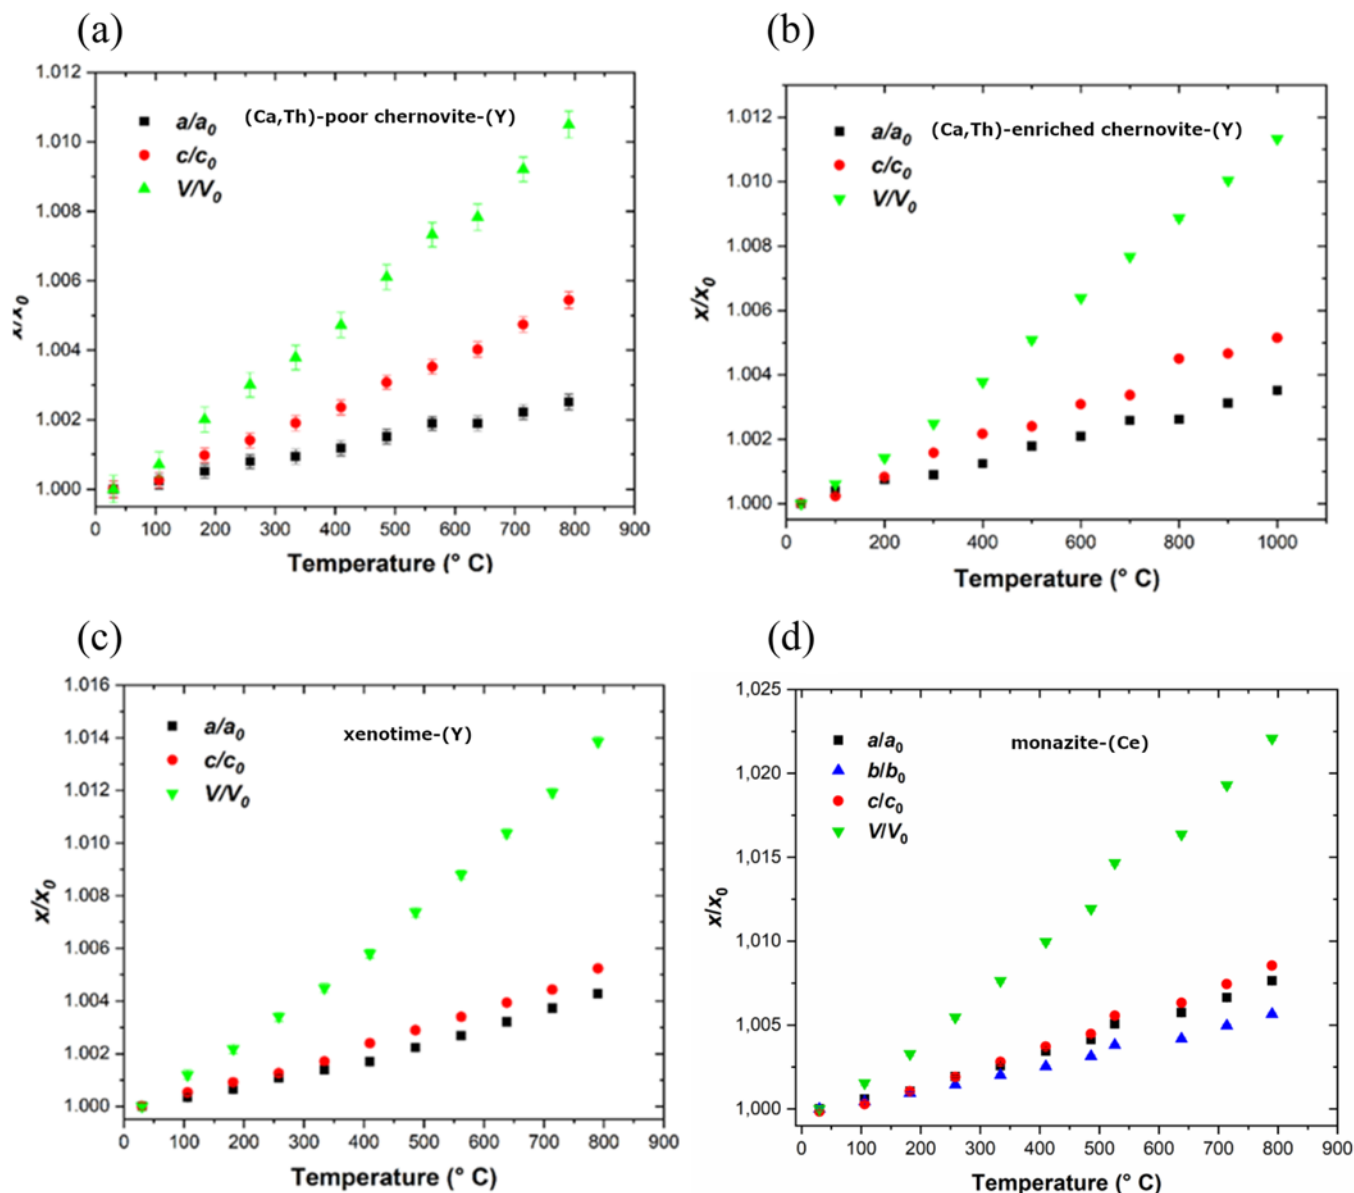 (a)
1.012
1.010
1.008
1.006
1.004
1.002
1.000
x/x0
a/a0
c/c0
V/V0
(Ca,Th)-poor chernovite-(Y)
0 100 200 300 400 500 600 700 800 900
Temperature (° C)
(b)
1.012
1.010
1.008
1.006
1.004
1.002
1.000
x/x0
a/a0
c/c0
V/V0
(Ca,Th)-enriched chernovite-(Y)
0 200 400 600 800 1000
Temperature (° C)
(c)
1.016
1.014
1.012
1.010
1.008
1.006
1.004
1.002
1.000
x/x0
a/a0
c/c0
V/V0
xenotime-(Y)
0 100 200 300 400 500 600 700 800 900
Temperature (° C)
(d)
1,025
1,020
1,015
1,010
1,005
1,000
x/x0
a/a0
b/b0
c/c0
V/V0
monazite-(Ce)
0 100 200 300 400 500 600 700 800 900
Temperature (° C)